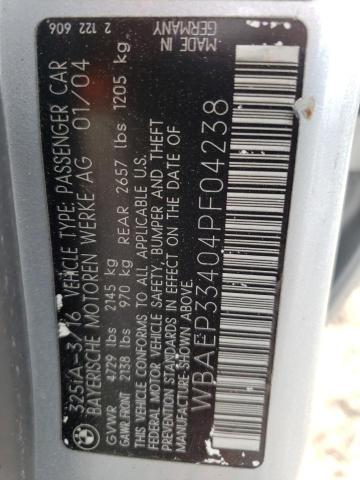 325iA-3/16 VEHICLE TYPE: PASSENGER CAR
BAYERISCHE MOTOREN WERKE AG 01/04
GVWR 4729 lbs 2145 kg REAR 2657 lbs 1205 kg
GAWR FRONT 2138 lbs 970 kg
THIS VEHICLE CONFORMS TO ALL APPLICABLE U.S.
FEDERAL MOTOR VEHICLE SAFETY, BUMPER AND THEFT
PREVENTION STANDARDS IN EFFECT ON THE DATE
OF MANUFACTURE SHOWN ABOVE.
WBAEP33404PF04238
2 122 606
MADE IN
GERMANY